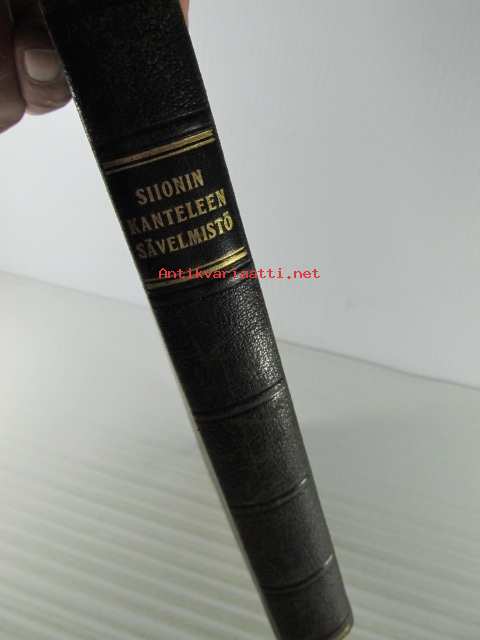 SIIONIN
KANTELEEN
SÄVELMISTÖ
Antikvariaatti.net